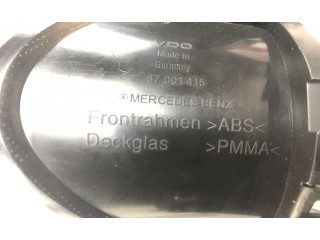 VDO
Made in
Germany
87 001 415
MERCEDES BENZ
Frontrahmen >ABS<
Deckglas >PMMA<